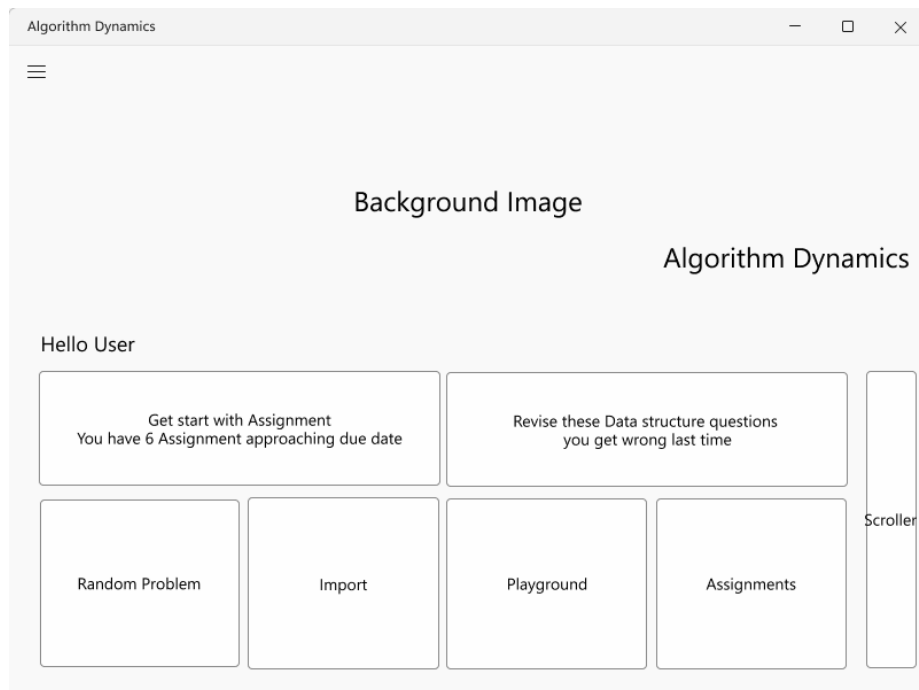 Algorithm Dynamics
Background Image
Algorithm Dynamics
Hello User
Get start with Assignment
You have 6 Assignment approaching due date
Revise these Data structure questions
you get wrong last time
Scroller
Random Problem
Import
Playground
Assignments